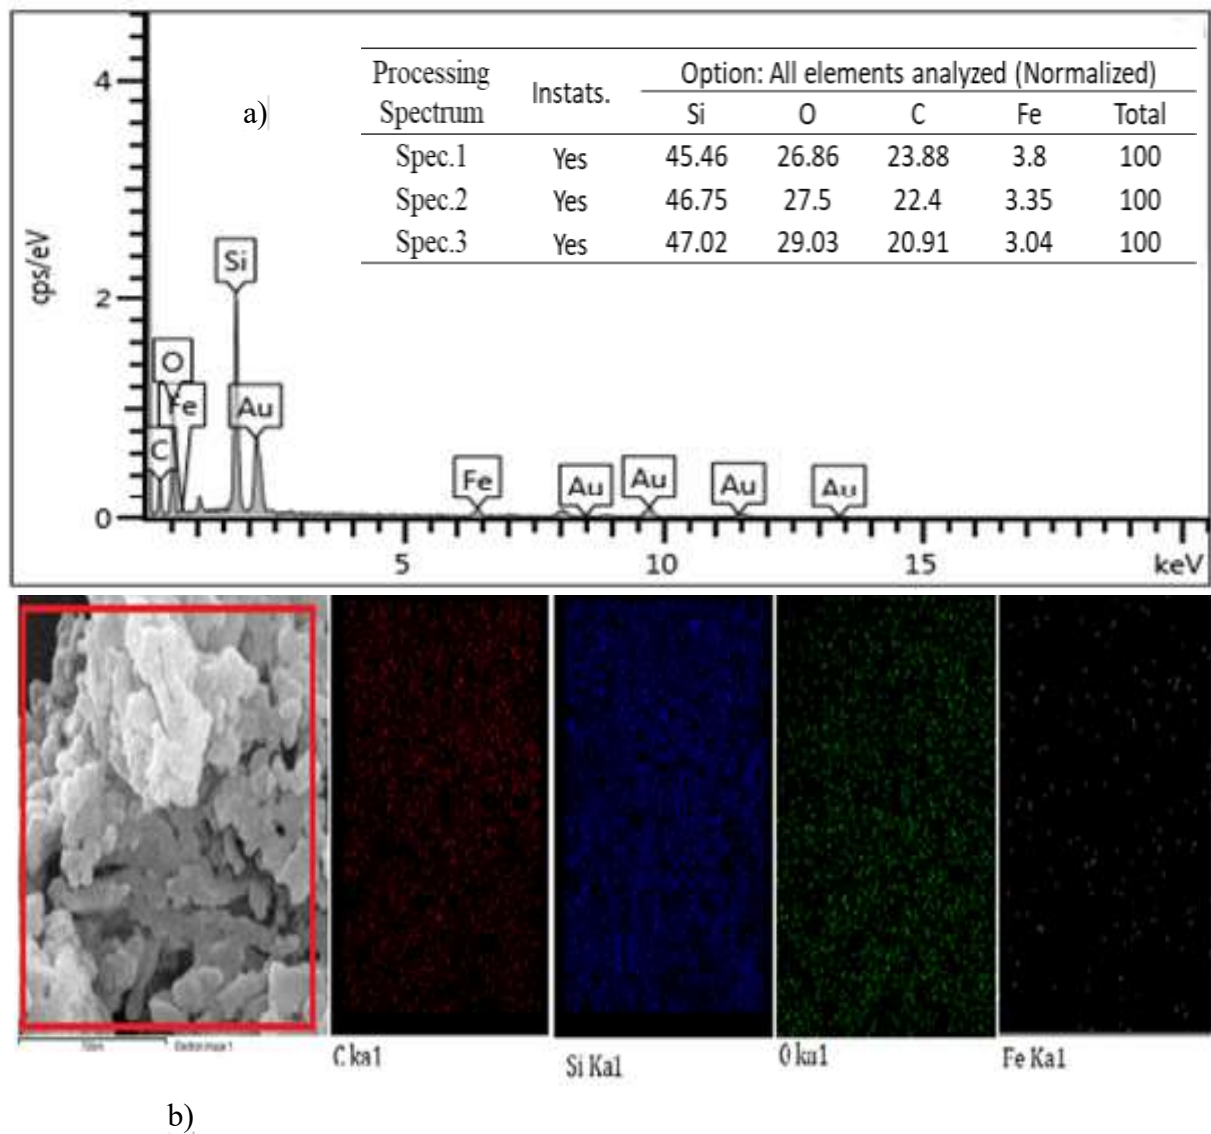 Processing Spectrum Instats. Option: All elements analyzed (Normalized)
Si O C Fe Total
Spec.1 Yes 45.46 26.86 23.88 3.8 100
Spec.2 Yes 46.75 27.5 22.4 3.35 100
Spec.3 Yes 47.02 29.03 20.91 3.04 100
a)
4
2
0
cps/eV
Si
O
Fe
Au
C
Fe
Au
Au
Au
Au
5 10 15 keV
Electron Image 1
C ka1
Si Ka1
O ka1
Fe Ka1
b)